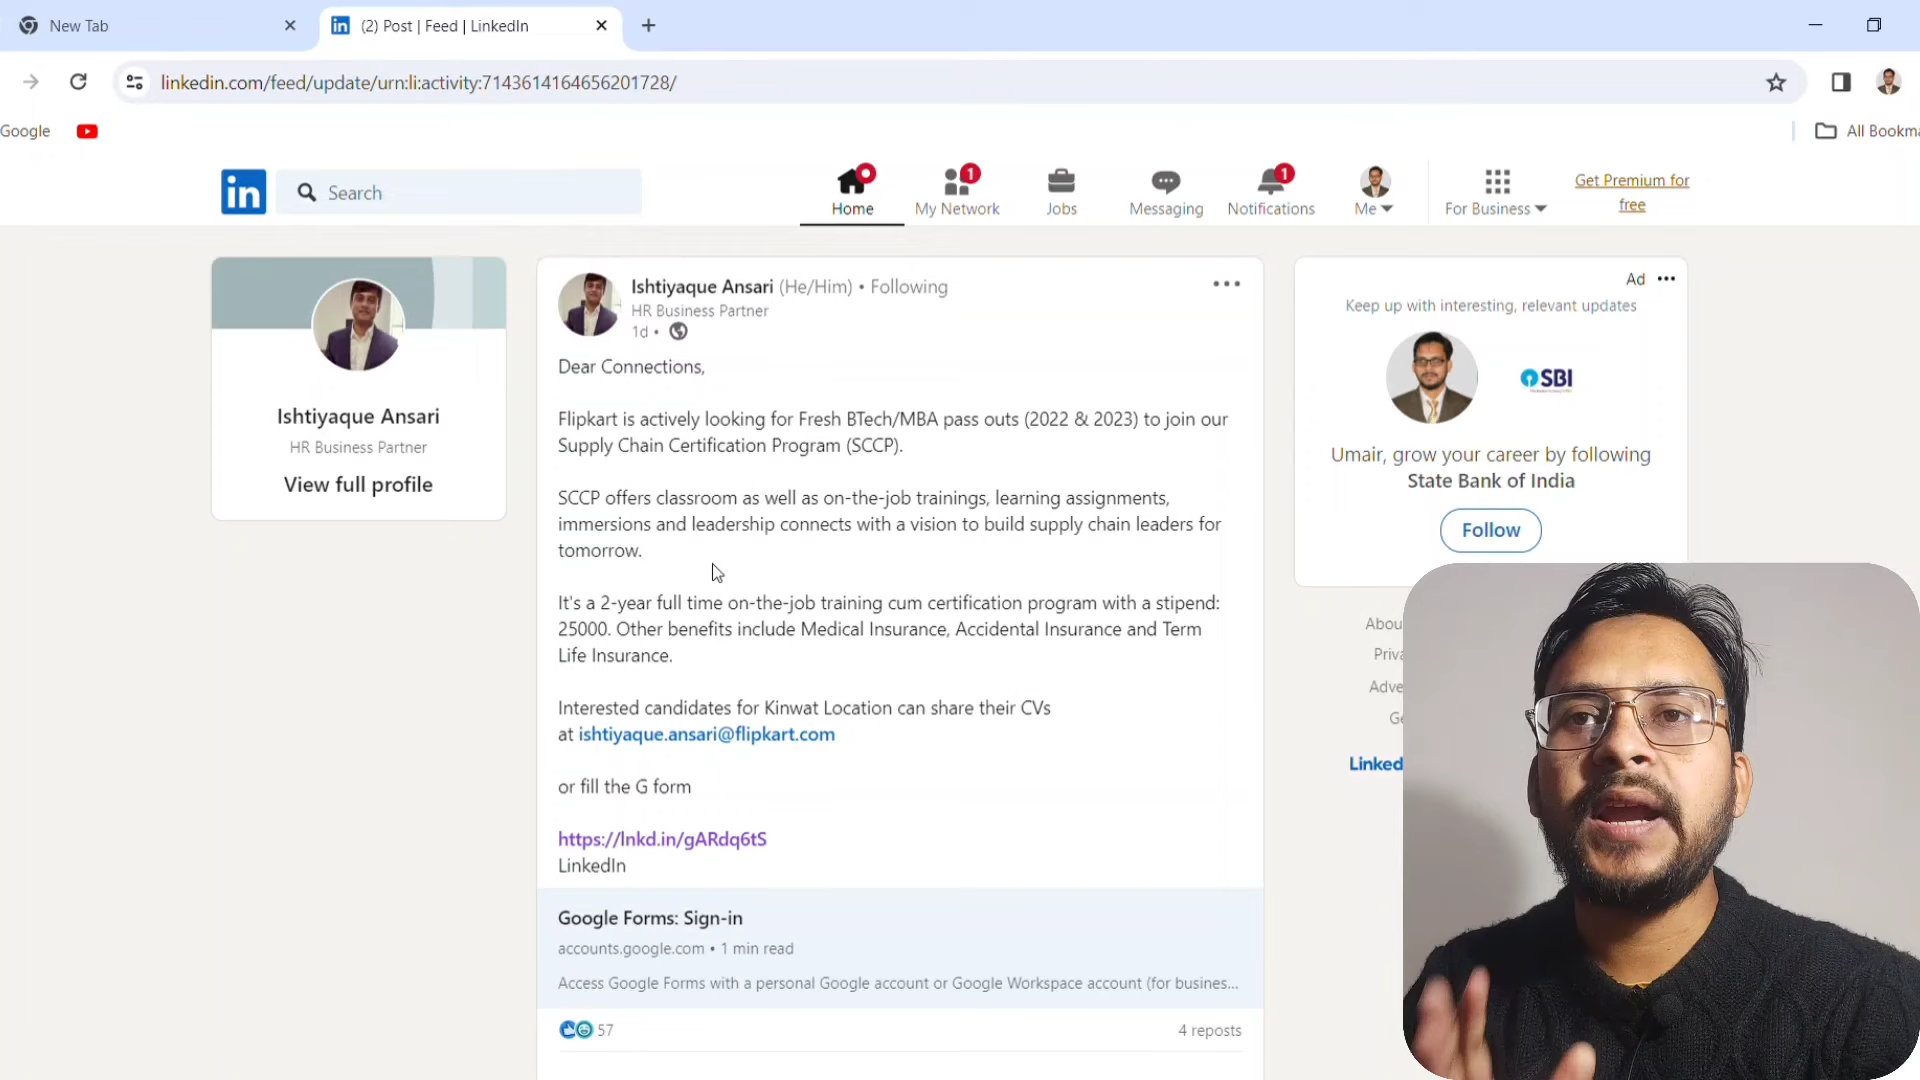 New Tab
(2) Post | Feed | LinkedIn
linkedin.com/feed/update/urn:li:activity:7143614164656201728/
Google
All Bookma
in
Search
Home
1
My Network
Jobs
Messaging
1
Notifications
Me
For Business
Get Premium for
free
Ishtiyaque Ansari
HR Business Partner
View full profile
Ishtiyaque Ansari (He/Him) • Following
HR Business Partner
1d •
Dear Connections,
Flipkart is actively looking for Fresh BTech/MBA pass outs (2022 & 2023) to join our
Supply Chain Certification Program (SCCP).
SCCP offers classroom as well as on-the-job trainings, learning assignments,
immersions and leadership connects with a vision to build supply chain leaders for
tomorrow.
It's a 2-year full time on-the-job training cum certification program with a stipend:
25000. Other benefits include Medical Insurance, Accidental Insurance and Term
Life Insurance.
Interested candidates for Kinwat Location can share their CVs
at ishtiyaque.ansari@flipkart.com
or fill the G form
https://lnkd.in/gARdq6tS
LinkedIn
Google Forms: Sign-in
accounts.google.com • 1 min read
Access Google Forms with a personal Google account or Google Workspace account (for busines...
57
4 reposts
Ad
Keep up with interesting, relevant updates
SBI
Umair, grow your career by following
State Bank of India
Follow
Abou
Priva
Adve
Ge
Linked